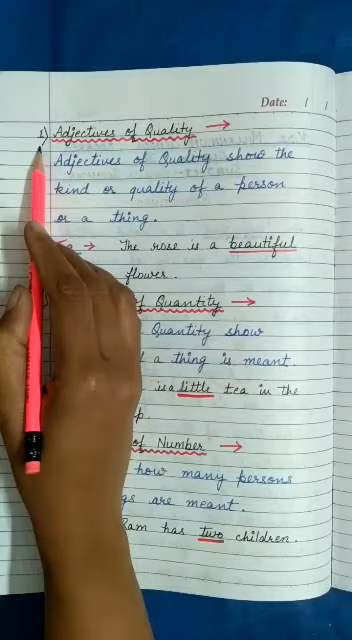 Date: / /
1) Adjectives of Quality →
Adjectives of Quality show the
kind or quality of a person
or a thing.
Eg → The rose is a beautiful
flower.
of Quantity →
Quantity show
a thing is meant.
is a little tea in the
of Number →
how many persons
are meant.
Ram has two children.